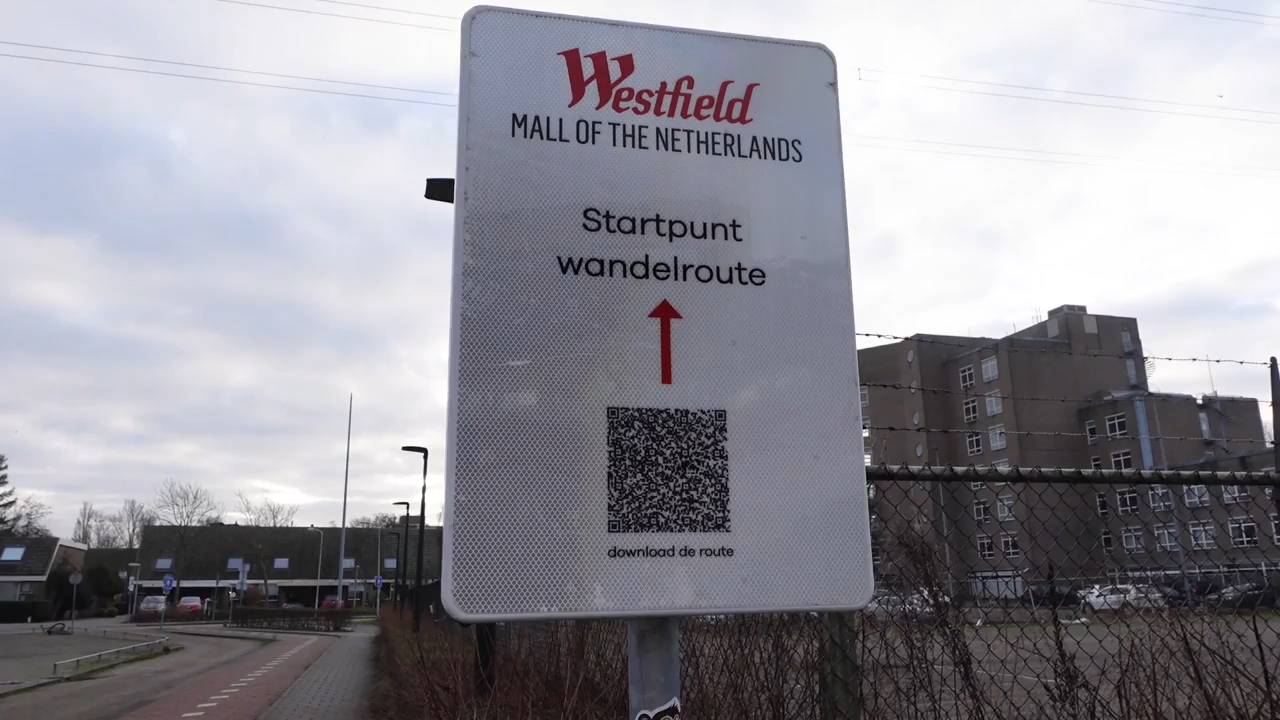 Westfield
MALL OF THE NETHERLANDS
Startpunt
wandelroute
download de route